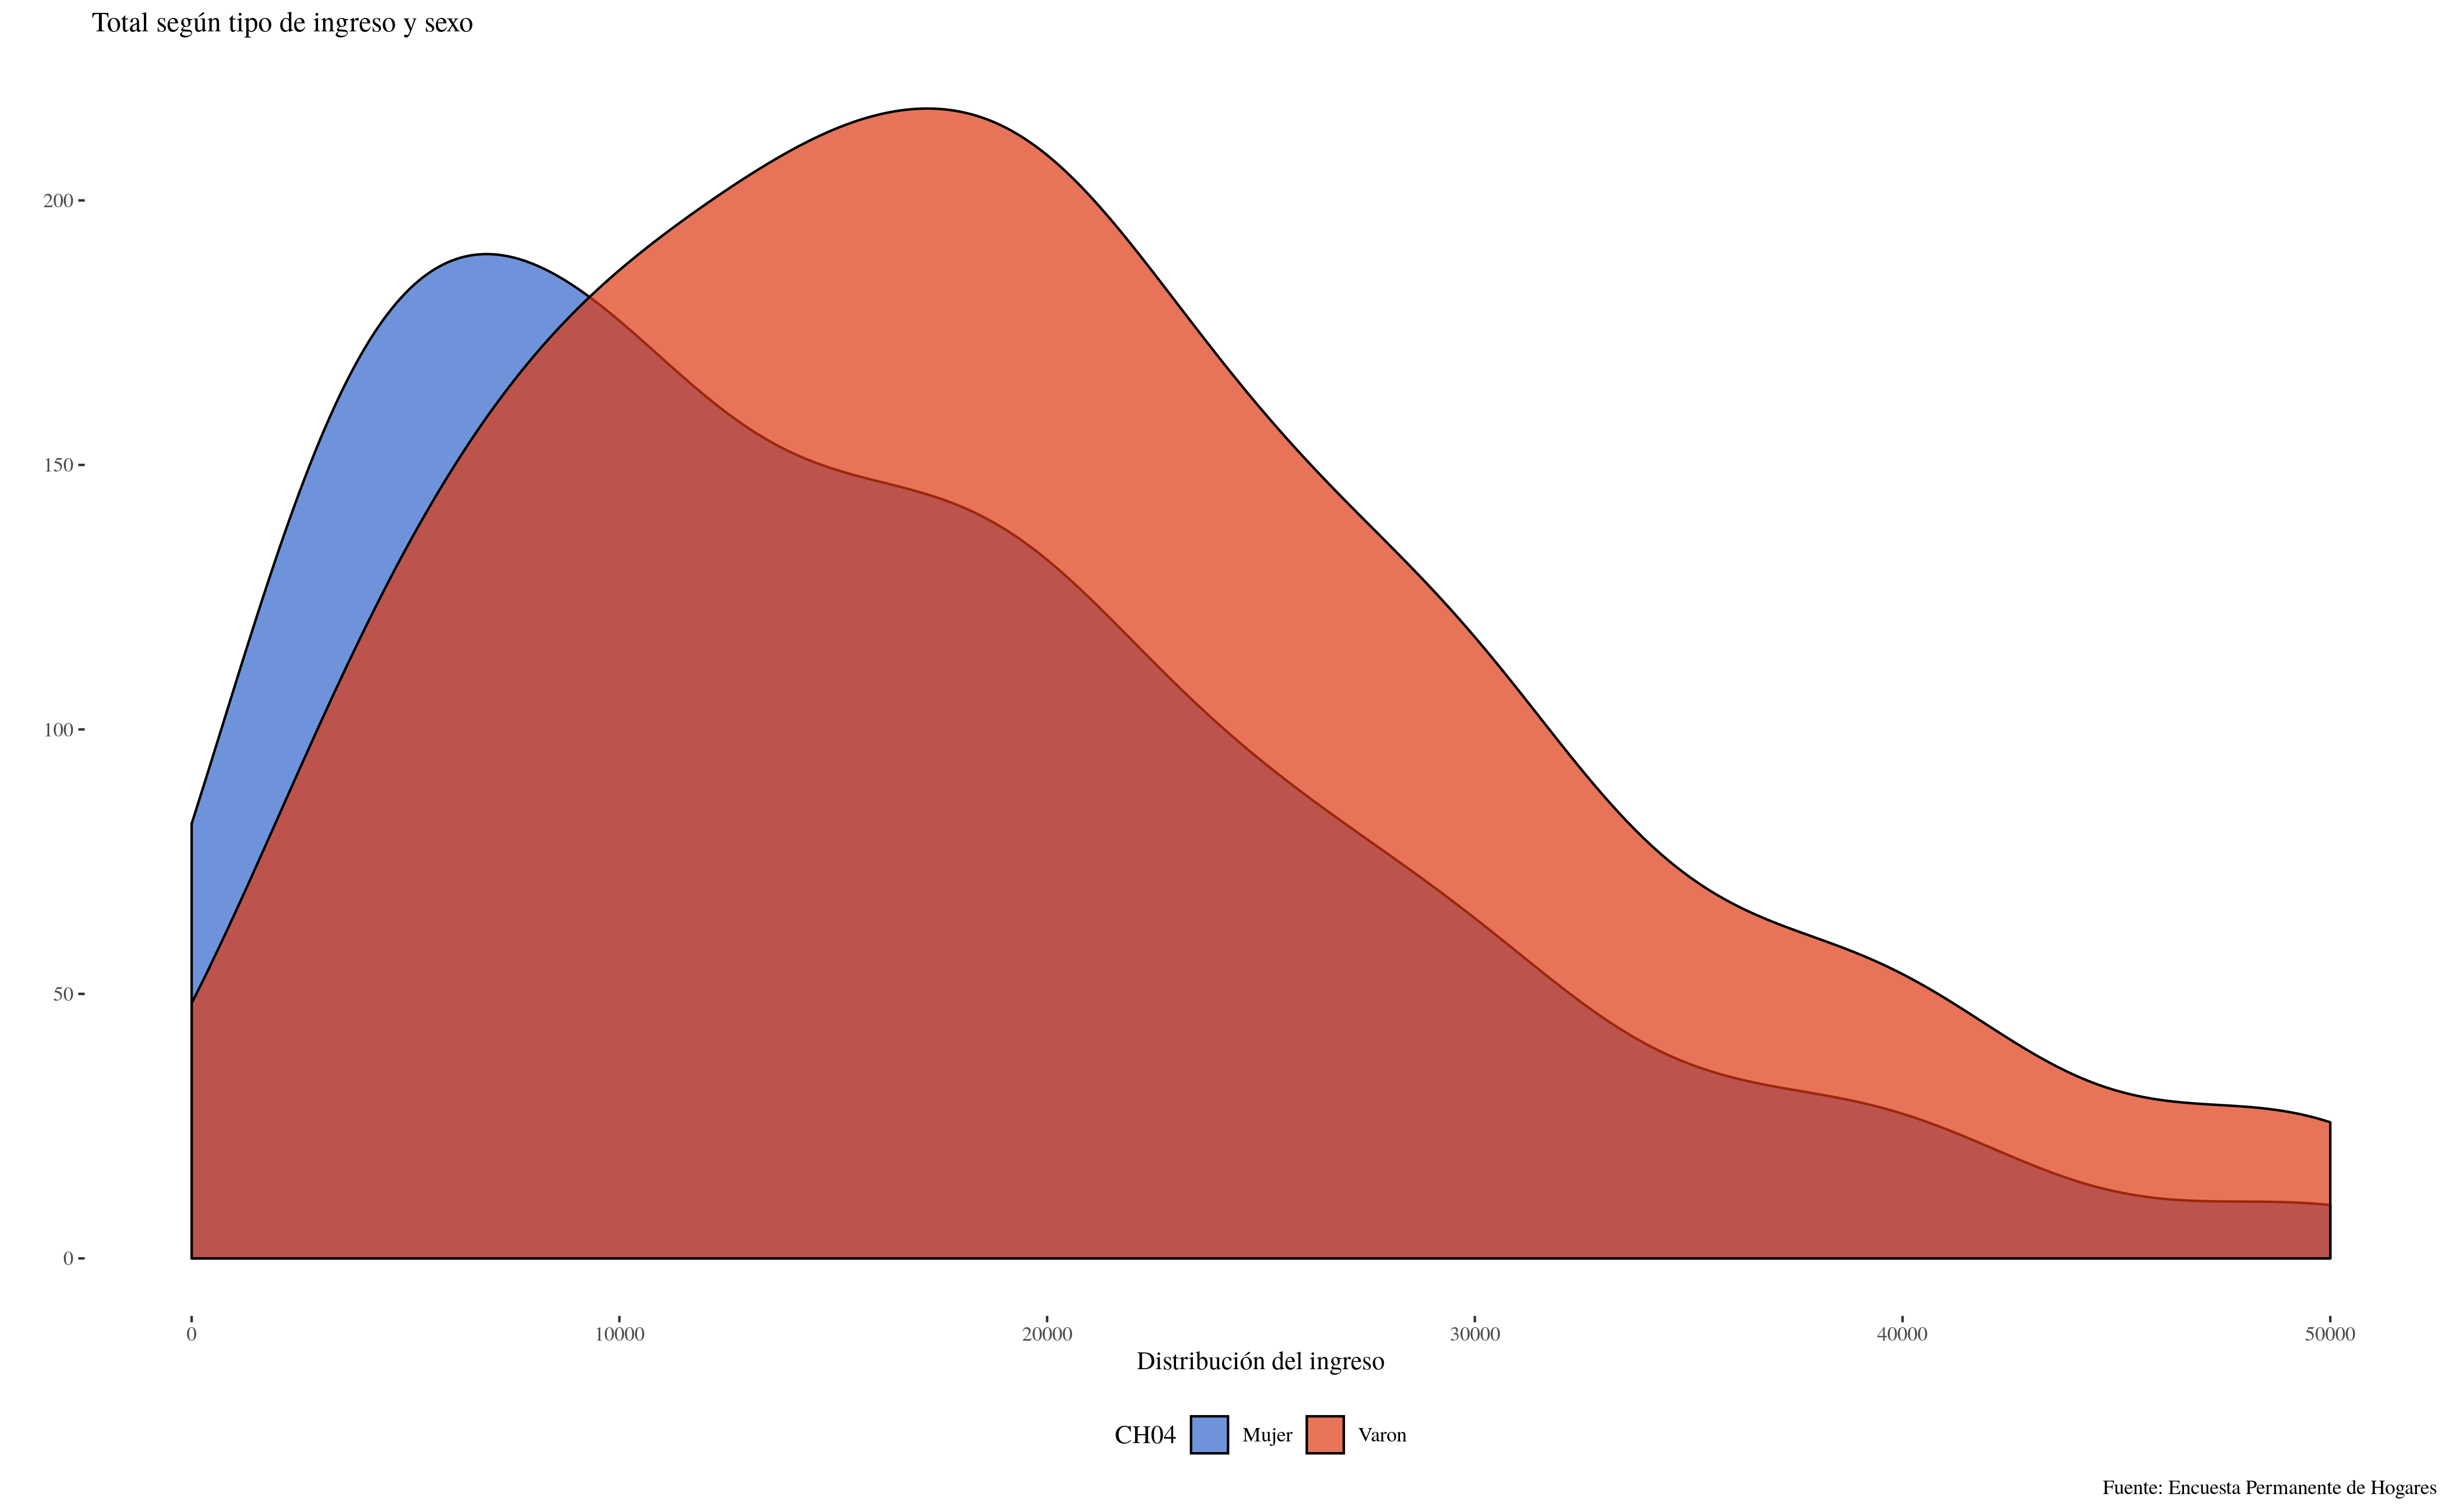 Total según tipo de ingreso y sexo
200
150
100
50
0
0 10000 20000 30000 40000 50000
Distribución del ingreso
CH04 Mujer Varon
Fuente: Encuesta Permanente de Hogares